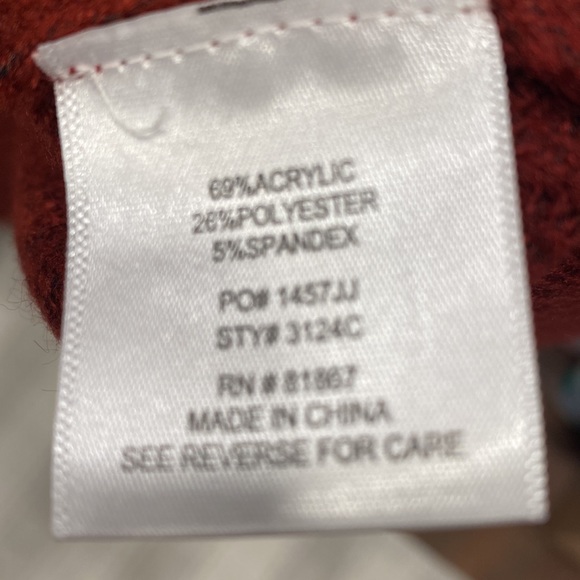 69%ACRYLIC
26%POLYESTER
5%SPANDEX
PO# 1457JJ
STY# 3124C
RN # 81867
MADE IN CHINA
SEE REVERSE FOR CARE